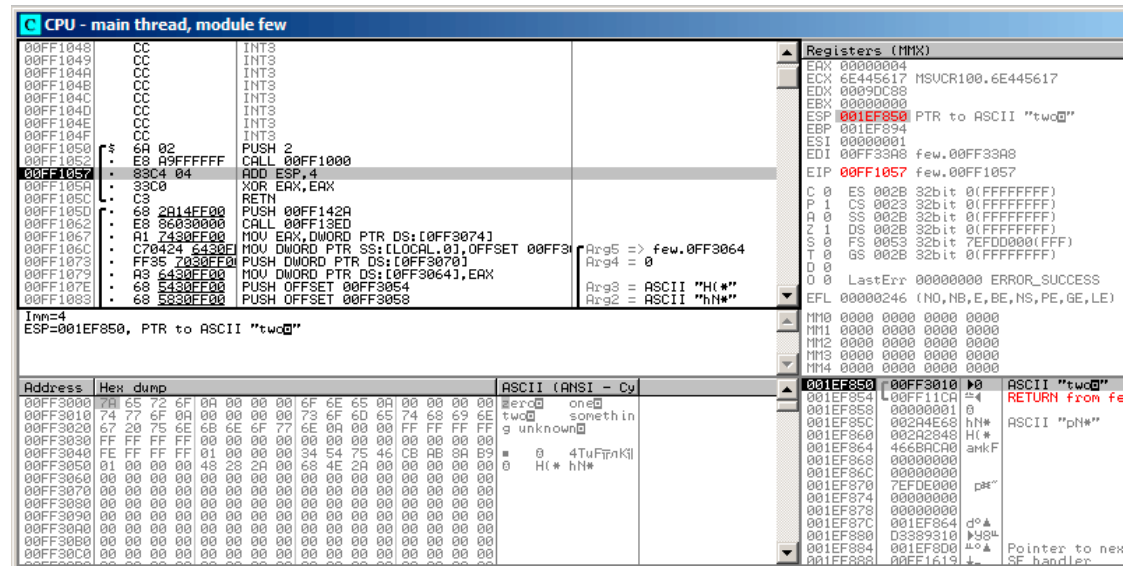 CPU - main thread, module few
00FF1048 CC INT3
00FF1049 CC INT3
00FF104A CC INT3
00FF104B CC INT3
00FF104C CC INT3
00FF104D CC INT3
00FF104E CC INT3
00FF104F CC INT3
00FF1050 $ 6A 02 PUSH 2
00FF1052 . E8 A9FFFFFF CALL 00FF1000
00FF1057 . 83C4 04 ADD ESP,4
00FF105A . 33C0 XOR EAX,EAX
00FF105C . C3 RETN
00FF105D . 68 2A14FF00 PUSH 00FF142A
00FF1062 . E8 86030000 CALL 00FF13ED
00FF1067 . A1 7430FF00 MOV EAX,DWORD PTR DS:[0FF3074]
00FF106C . C70424 6430F MOV DWORD PTR SS:[LOCAL.0],OFFSET 00FF3 Arg5 => few.0FF3064
00FF1073 . FF35 7030FF0 PUSH DWORD PTR DS:[0FF3070] Arg4 = 0
00FF1079 . A3 6430FF00 MOV DWORD PTR DS:[0FF3064],EAX
00FF107E . 68 5430FF00 PUSH OFFSET 00FF3054 Arg3 = ASCII "H(*"
00FF1083 . 68 5830FF00 PUSH OFFSET 00FF3058 Arg2 = ASCII "hN*"
Imm=4
ESP=001EF850, PTR to ASCII "two◘"
Registers (MMX)
EAX 00000004
ECX 6E445617 MSVCR100.6E445617
EDX 0009DC88
EBX 00000000
ESP 001EF850 PTR to ASCII "two◘"
EBP 001EF894
ESI 00000001
EDI 00FF33A8 few.00FF33A8
EIP 00FF1057 few.00FF1057
C 0 ES 002B 32bit 0(FFFFFFFF)
P 1 CS 0023 32bit 0(FFFFFFFF)
A 0 SS 002B 32bit 0(FFFFFFFF)
Z 1 DS 002B 32bit 0(FFFFFFFF)
S 0 FS 0053 32bit 7EFDD000(FFF)
T 0 GS 002B 32bit 0(FFFFFFFF)
D 0
O 0 LastErr 00000000 ERROR_SUCCESS
EFL 00000246 (NO,NB,E,BE,NS,PE,GE,LE)
MM0 0000 0000 0000 0000
MM1 0000 0000 0000 0000
MM2 0000 0000 0000 0000
MM3 0000 0000 0000 0000
MM4 0000 0000 0000 0000
Address Hex dump ASCII (ANSI - Cy
00FF3000 7A 65 72 6F 0A 00 00 00 6F 6E 65 0A 00 00 00 00 zero◘ one◘
00FF3010 74 77 6F 0A 00 00 00 00 73 6F 6D 65 74 68 69 6E two◘ somethin
00FF3020 67 20 75 6E 6B 6E 6F 77 6E 0A 00 00 FF FF FF FF g unknown◘
00FF3030 FF FF FF FF 00 00 00 00 00 00 00 00 00 00 00 00
00FF3040 FE FF FF FF 01 00 00 00 34 54 75 46 CB AB 8A B9
00FF3050 01 00 00 00 48 28 2A 00 68 4E 2A 00 00 00 00 00 H(* hN*
00FF3060 00 00 00 00 00 00 00 00 00 00 00 00 00 00 00 00
00FF3070 00 00 00 00 00 00 00 00 00 00 00 00 00 00 00 00
00FF3080 00 00 00 00 00 00 00 00 00 00 00 00 00 00 00 00
00FF3090 00 00 00 00 00 00 00 00 00 00 00 00 00 00 00 00
00FF30A0 00 00 00 00 00 00 00 00 00 00 00 00 00 00 00 00
00FF30B0 00 00 00 00 00 00 00 00 00 00 00 00 00 00 00 00
00FF30C0 00 00 00 00 00 00 00 00 00 00 00 00 00 00 00 00
001EF850 00FF3010 ►0 ASCII "two◘"
001EF854 00FF11CA RETURN from fe
001EF858 00000001
001EF85C 002A4E68 hN* ASCII "pN*"
001EF860 002A2848 H(*
001EF864 466BACA0 амkF
001EF868 00000000
001EF86C 00000000
001EF870 7EFDE000
001EF874 00000000
001EF878 00000000
001EF87C 001EF864 d°▲
001EF880 D3389310
001EF884 001EF8D0 Pointer to nex
001EF888 00FF1619 SE handler